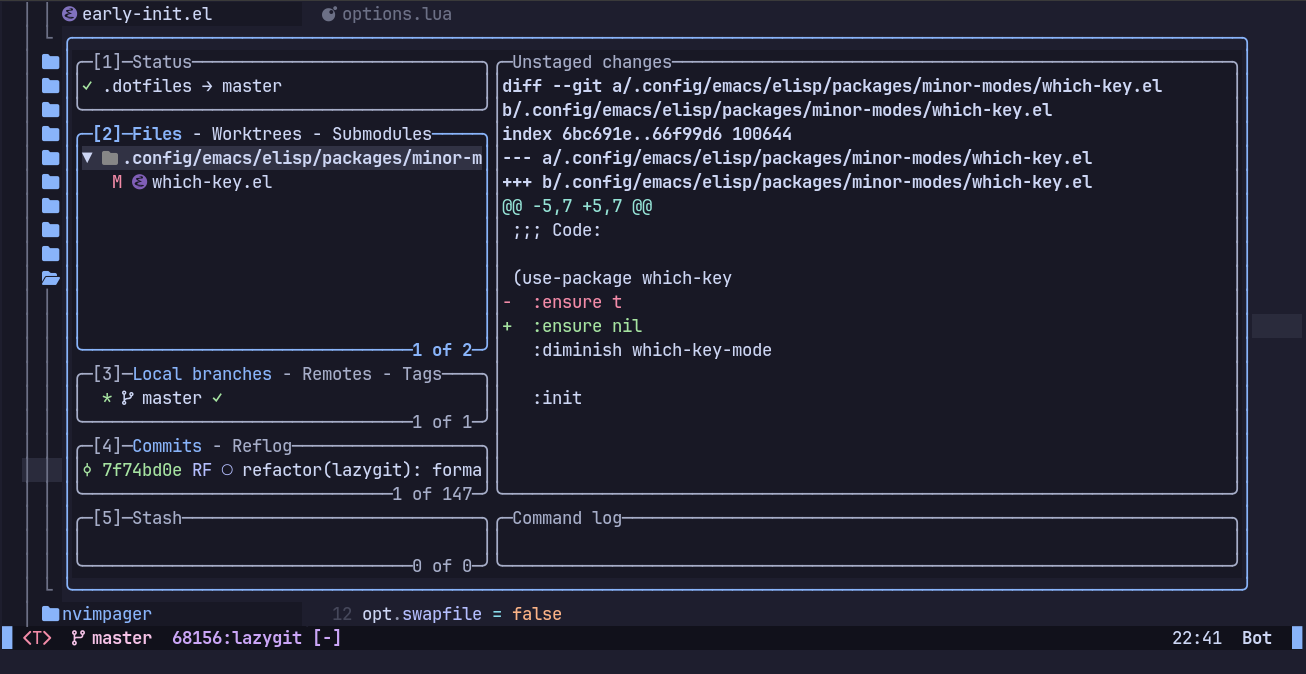 early-init.el options.lua
[1]─Status
✓ .dotfiles → master
[2]─Files - Worktrees - Submodules
▼ .config/emacs/elisp/packages/minor-m
M which-key.el
1 of 2
[3]─Local branches - Remotes - Tags
* master ✓
1 of 1
[4]─Commits - Reflog
7f74bd0e RF ○ refactor(lazygit): forma
1 of 147
[5]─Stash
0 of 0
Unstaged changes
diff --git a/.config/emacs/elisp/packages/minor-modes/which-key.el
b/.config/emacs/elisp/packages/minor-modes/which-key.el
index 6bc691e..66f99d6 100644
--- a/.config/emacs/elisp/packages/minor-modes/which-key.el
+++ b/.config/emacs/elisp/packages/minor-modes/which-key.el
@@ -5,7 +5,7 @@
;;; Code:
(use-package which-key
-  :ensure t
+  :ensure nil
:diminish which-key-mode
:init
Command log
nvimpager 12 opt.swapfile = false
<T> master 68156:lazygit [-] 22:41 Bot